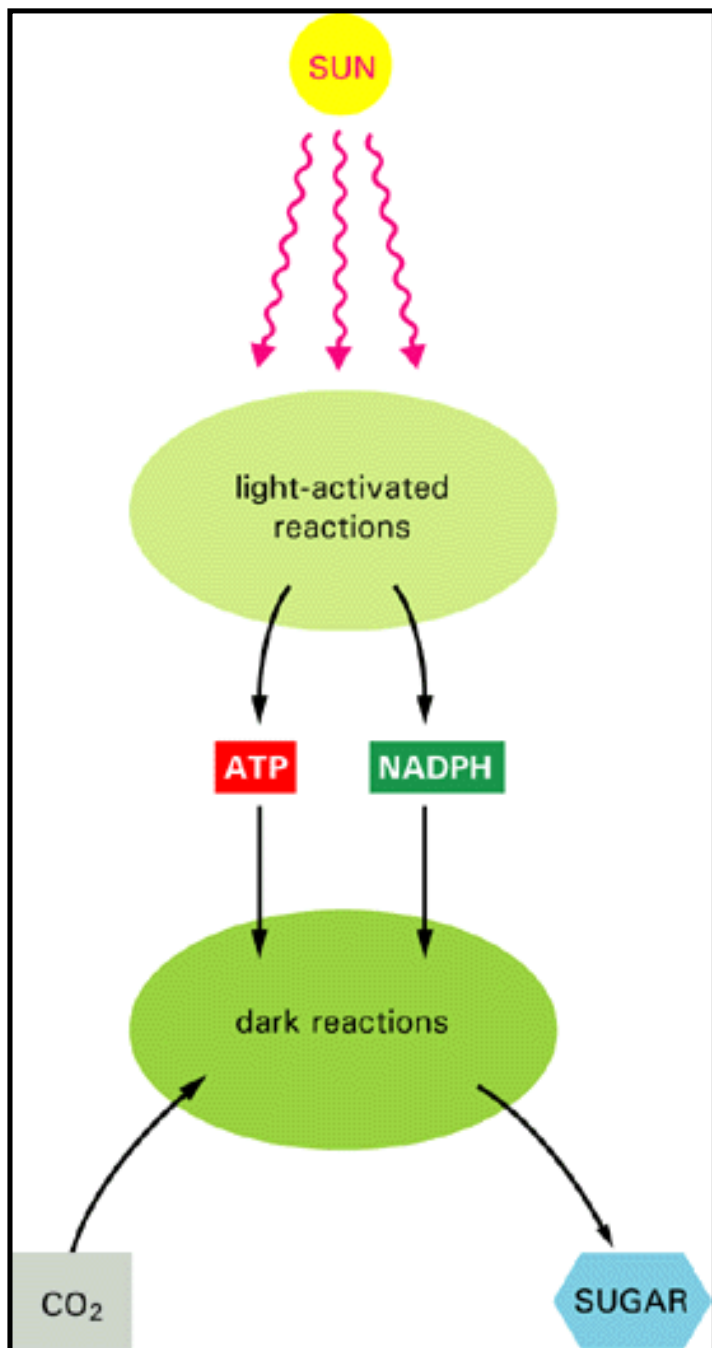 SUN
light-activated
reactions
ATP
NADPH
dark reactions
CO₂
SUGAR